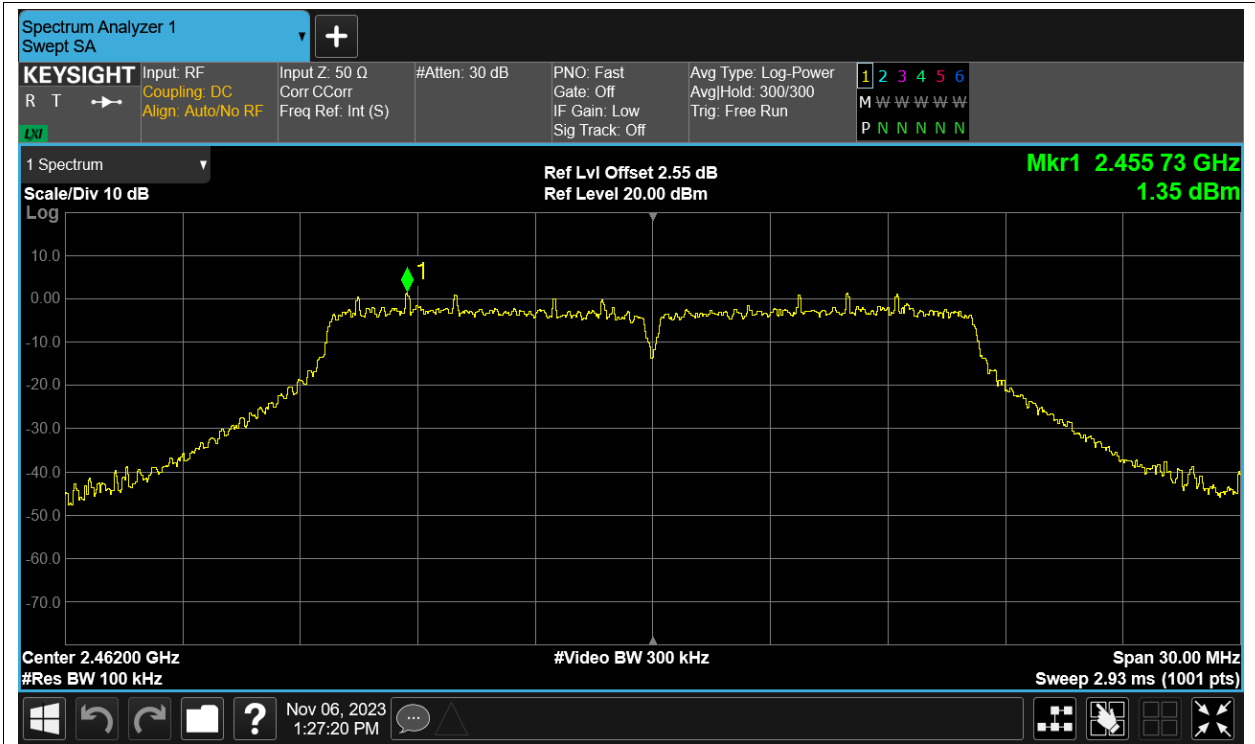 Spectrum Analyzer 1
Swept SA
KEYSIGHT
R T
LXI
Input: RF
Coupling: DC
Align: Auto/No RF
Input Z: 50 Ω
Corr CCorr
Freq Ref: Int (S)
#Atten: 30 dB
PNO: Fast
Gate: Off
IF Gain: Low
Sig Track: Off
Avg Type: Log-Power
Avg|Hold: 300/300
Trig: Free Run
1 2 3 4 5 6
M W W W W W
P N N N N N
1 Spectrum
Scale/Div 10 dB
Ref Lvl Offset 2.55 dB
Ref Level 20.00 dBm
Mkr1 2.455 73 GHz
1.35 dBm
Log
10.0
0.00
-10.0
-20.0
-30.0
-40.0
-50.0
-60.0
-70.0
1
Center 2.46200 GHz
#Res BW 100 kHz
#Video BW 300 kHz
Span 30.00 MHz
Sweep 2.93 ms (1001 pts)
?
Nov 06, 2023
1:27:20 PM